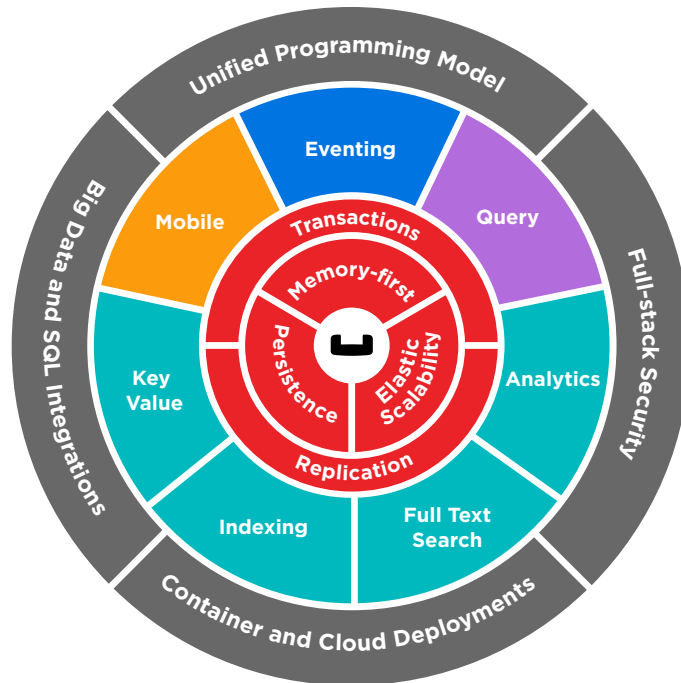 Unified Programming Model
Eventing
Mobile
Query
Transactions
Memory-first
Big Data and SQL Integrations
Full-stack Security
Persistence
Elastic
Scalability
Key
Value
Analytics
Replication
Indexing
Full Text
Search
Container and Cloud Deployments